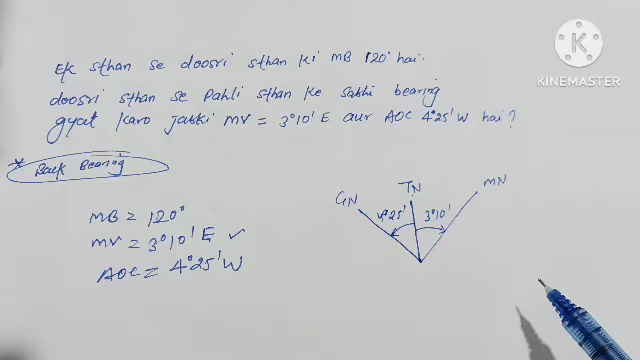 Ek sthan se doosri sthan ki MB 120° hai.
doosri sthan se Pahli sthan ke sabhi bearing
gyat karo jabki MV = 3°10' E aur AOC 4°25' W hai?
* Back Bearing
MB = 120°
MV = 3°10' E ✓
AOC = 4°25' W
GN TN MN
4°25' 3°10'
K
KINEMASTER